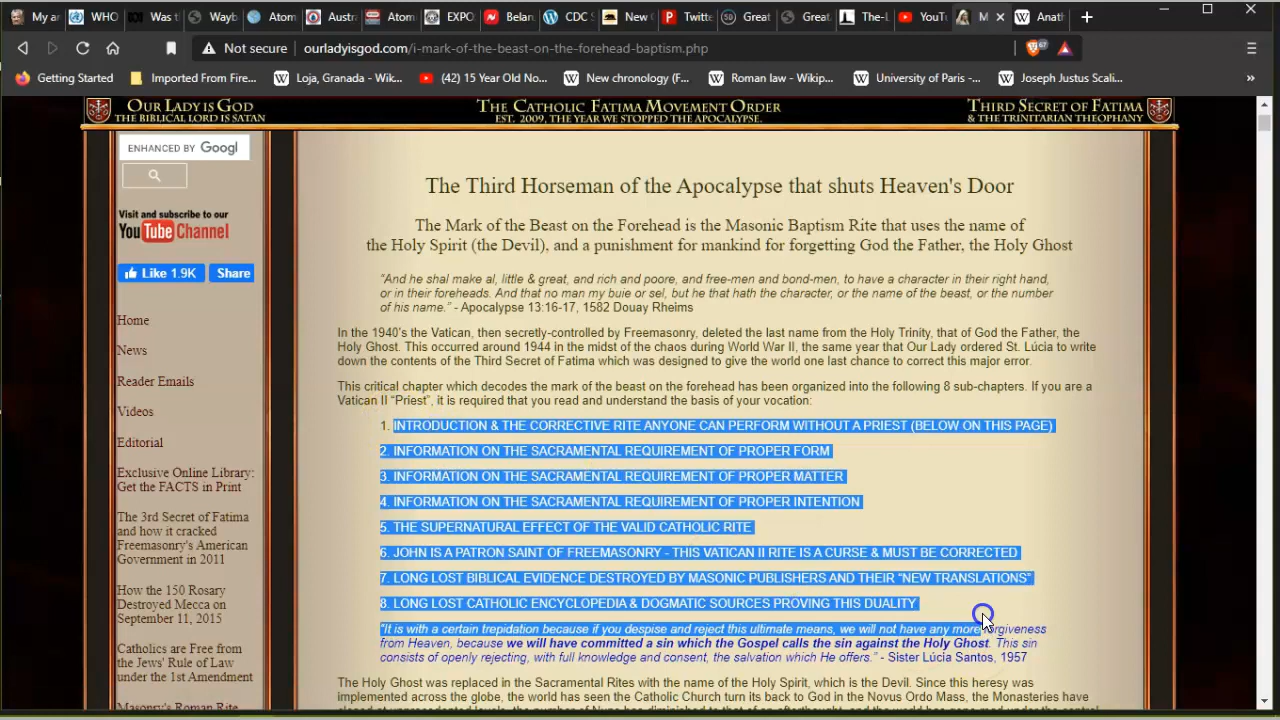 My ar
WHO
Was t
Wayb
Atom
Austr
Atom
EXPO
Belar
CDC
New
Twitte
Great
Great
The-L
YouTu
M
Anath
Not secure
ourladyisgod.com/i-mark-of-the-beast-on-the-forehead-baptism.php
67
Getting Started
Imported From Fire...
Loja, Granada - Wik...
(42) 15 Year Old No...
New chronology (F...
Roman law - Wikip...
University of Paris -...
Joseph Justus Scali...
OUR LADY IS GOD
THE BIBLICAL LORD IS SATAN
THE CATHOLIC FATIMA MOVEMENT ORDER
EST. 2009, THE YEAR WE STOPPED THE APOCALYPSE.
THIRD SECRET OF FATIMA
& THE TRINITARIAN THEOPHANY
ENHANCED BY Googl
Visit and subscribe to our
YouTube Channel
Like 1.9K
Share
Home
News
Reader Emails
Videos
Editorial
Exclusive Online Library:
Get the FACTS in Print
The 3rd Secret of Fatima
and how it cracked
Freemasonry's American
Government in 2011
How the 150 Rosary
Destroyed Mecca on
September 11, 2015
Catholics are Free from
the Jews' Rule of Law
under the 1st Amendment
Masonry's Roman Rite
The Third Horseman of the Apocalypse that shuts Heaven's Door
The Mark of the Beast on the Forehead is the Masonic Baptism Rite that uses the name of
the Holy Spirit (the Devil), and a punishment for mankind for forgetting God the Father, the Holy Ghost
"And he shal make al, little & great, and rich and poore, and free-men and bond-men, to have a character in their right hand,
or in their foreheads. And that no man my buie or sel, but he that hath the character, or the name of the beast, or the number
of his name." - Apocalypse 13:16-17, 1582 Douay Rheims
In the 1940's the Vatican, then secretly-controlled by Freemasonry, deleted the last name from the Holy Trinity, that of God the Father, the
Holy Ghost. This occurred around 1944 in the midst of the chaos during World War II, the same year that Our Lady ordered St. Lúcia to write
down the contents of the Third Secret of Fatima which was designed to give the world one last chance to correct this major error.
This critical chapter which decodes the mark of the beast on the forehead has been organized into the following 8 sub-chapters. If you are a
Vatican II "Priest", it is required that you read and understand the basis of your vocation:
1. INTRODUCTION & THE CORRECTIVE RITE ANYONE CAN PERFORM WITHOUT A PRIEST (BELOW ON THIS PAGE)
2. INFORMATION ON THE SACRAMENTAL REQUIREMENT OF PROPER FORM
3. INFORMATION ON THE SACRAMENTAL REQUIREMENT OF PROPER MATTER
4. INFORMATION ON THE SACRAMENTAL REQUIREMENT OF PROPER INTENTION
5. THE SUPERNATURAL EFFECT OF THE VALID CATHOLIC RITE
6. JOHN IS A PATRON SAINT OF FREEMASONRY - THIS VATICAN II RITE IS A CURSE & MUST BE CORRECTED
7. LONG LOST BIBLICAL EVIDENCE DESTROYED BY MASONIC PUBLISHERS AND THEIR "NEW TRANSLATIONS"
8. LONG LOST CATHOLIC ENCYCLOPEDIA & DOGMATIC SOURCES PROVING THIS DUALITY
"It is with a certain trepidation because if you despise and reject this ultimate means, we will not have any more forgiveness
from Heaven, because we will have committed a sin which the Gospel calls the sin against the Holy Ghost. This sin
consists of openly rejecting, with full knowledge and consent, the salvation which He offers." - Sister Lúcia Santos, 1957
The Holy Ghost was replaced in the Sacramental Rites with the name of the Holy Spirit, which is the Devil. Since this heresy was
implemented across the globe, the world has seen the Catholic Church turn its back to God in the Novus Ordo Mass, the Monasteries have